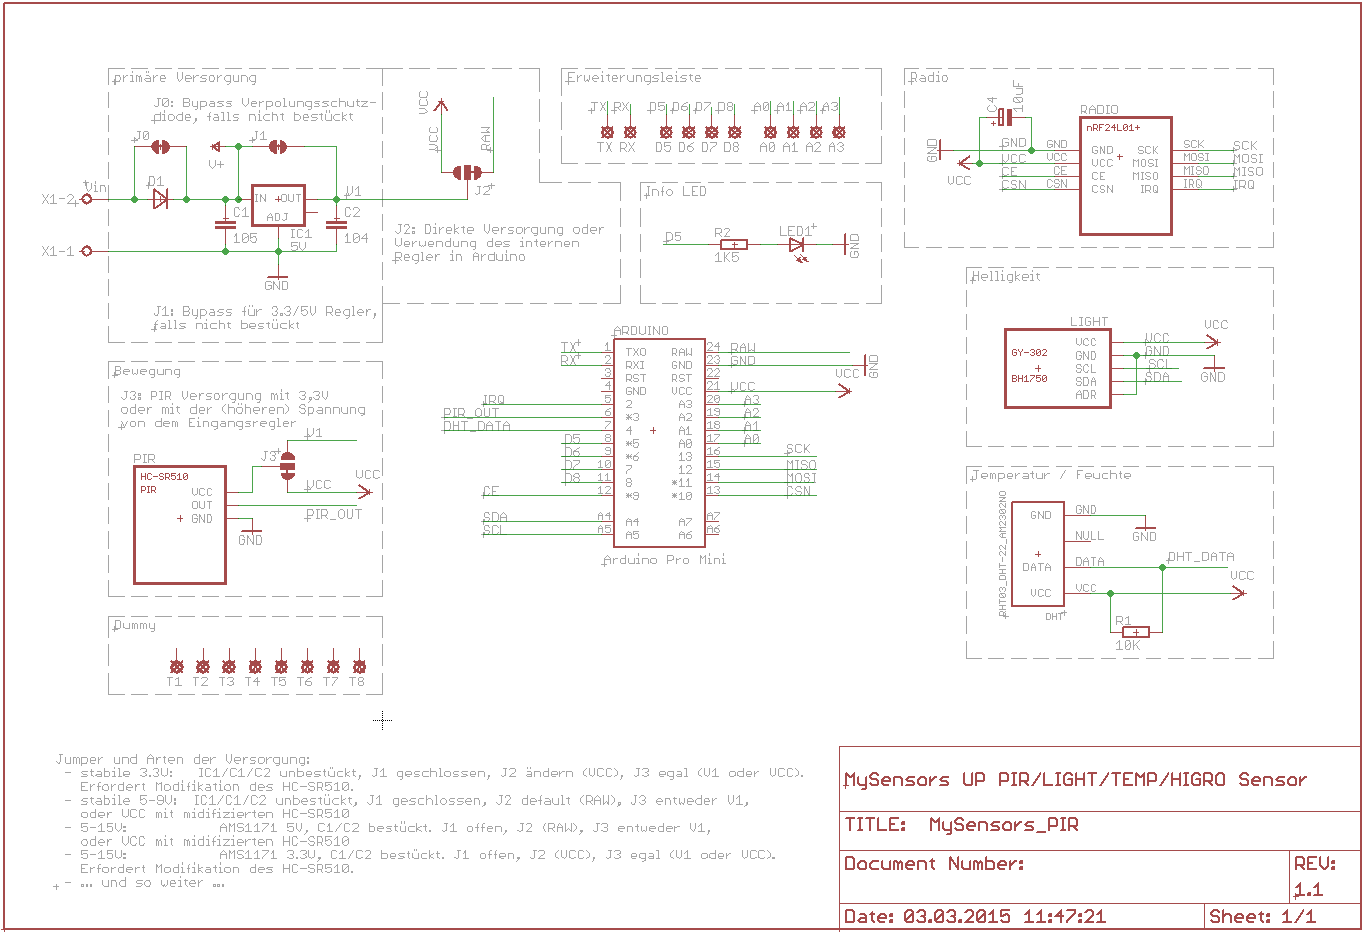 primäre Versorgung
J0: Bypass Verpolungsschutz-
diode, falls nicht bestückt
J0
J1
V+
Vin
D1
V1
X1-2
IN
OUT
ADJ
C1
105
IC1
5V
C2
104
X1-1
GND
J1: Bypass für 3.3/5V Regler,
falls nicht bestückt
VCC
VCC
RAW
J2
J2: Direkte Versorgung oder
Verwendung des internen
Regler in Arduino
Erweiterungsleiste
TX RX D5 D6 D7 D8 A0 A1 A2 A3
TX RX D5 D6 D7 D8 A0 A1 A2 A3
Info LED
D5
R2
1K5
LED1
GND
Radio
C4
10uF
RADIO
nRF24L01+
GND
GND GND GND SCK SCK SCK
VCC VCC VCC MOSI MOSI MOSI
CE CE CE MISO MISO MISO
CSN CSN CSN IRQ IRQ IRQ
VCC
Helligkeit
LIGHT
GY-302
BH1750
VCC VCC VCC
GND GND
SCL SCL
SDA SDA
ADR
GND
Bewegung
J3: PIR Versorgung mit 3,3V
oder mit der (höheren) Spannung
von dem Eingangsregler
V1
PIR
J3
HC-SR510
PIR
VCC
OUT
GND
VCC
VCC
PIR_OUT
GND
ARDUINO
TX 1 TXO RAW 24 RAW
RX 2 RXI GND 23 GND
3 RST RST 22
4 GND VCC 21 VCC
IRQ 5 2 A3 20 A3
PIR_OUT 6 *3 A2 19 A2
DHT_DATA 7 4 A1 18 A1
D5 8 *5 A0 17 A0
D6 9 *6 13 16 SCK
D7 10 7 12 15 MISO
D8 11 8 *11 14 MOSI
CE 12 *9 *10 13 CSN
SDA A4 A4 A7 A7
SCL A5 A5 A6 A6
Arduino Pro Mini
GND
VCC
Temperatur / Feuchte
RHT03_DHT-22_AM2302NO
GND GND
NULL
DATA DATA
VCC VCC
DHT
GND
DHT_DATA
VCC
R1
10K
Dummy
T1 T2 T3 T4 T5 T6 T7 T8
Jumper und Arten der Versorgung:
- stabile 3.3V: IC1/C1/C2 unbestückt, J1 geschlossen, J2 ändern (VCC), J3 egal (V1 oder VCC).
Erfordert Modifikation des HC-SR510.
- stabile 5-9V: IC1/C1/C2 unbestückt, J1 geschlossen, J2 default (RAW), J3 entweder V1,
oder VCC mit midifizierten HC-SR510
- 5-15V: AMS1171 5V, C1/C2 bestückt. J1 offen, J2 (RAW), J3 entweder V1,
oder VCC mit midifizierten HC-SR510
- 5-15V: AMS1171 3.3V, C1/C2 bestückt. J1 offen, J2 (VCC), J3 egal (V1 oder VCC).
Erfordert Modifikation des HC-SR510.
- ... und so weiter ...
MySensors UP PIR/LIGHT/TEMP/HIGRO Sensor
TITLE: MySensors_PIR
Document Number:
REV:
1.1
Date: 03.03.2015 11:47:21
Sheet: 1/1